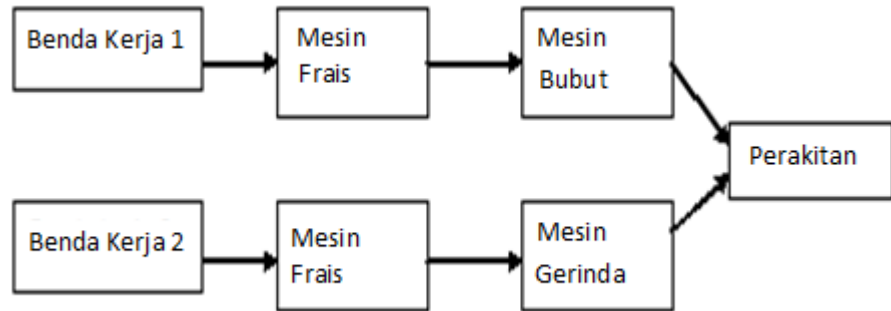 Benda Kerja 1
Mesin
Frais
Mesin
Bubut
Perakitan
Benda Kerja 2
Mesin
Frais
Mesin
Gerinda